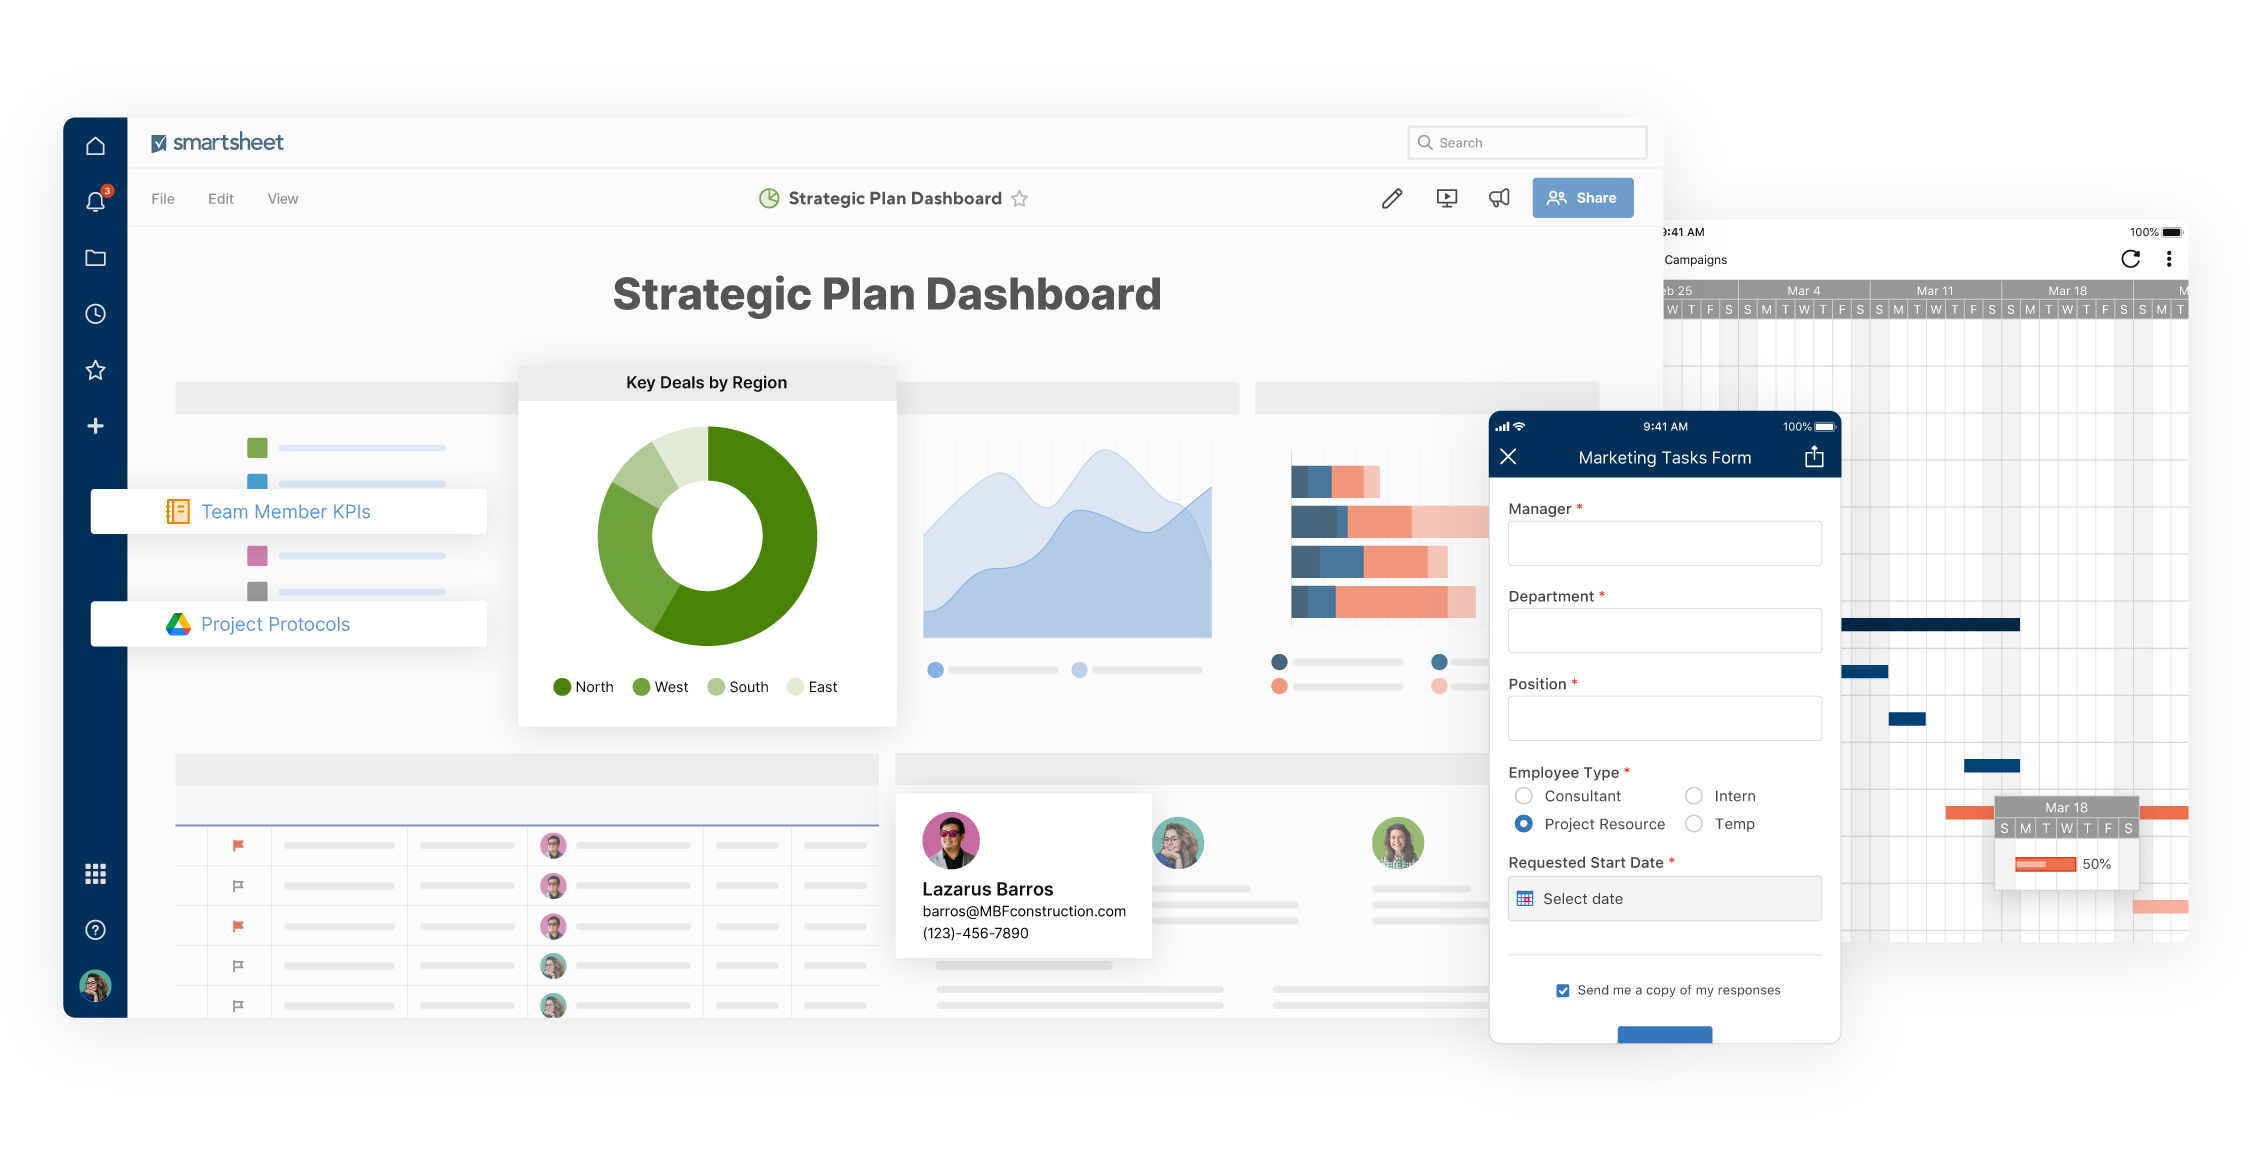 smartsheet
Search
3
File Edit View
Strategic Plan Dashboard
Share
Strategic Plan Dashboard
Key Deals by Region
North West South East
Team Member KPIs
Project Protocols
Lazarus Barros
barros@MBFconstruction.com
(123)-456-7890
9:41 AM 100%
Campaigns
eb 25 Mar 4 Mar 11 Mar 18 M
W T F S S M T W T F S S M T W T F S S M T W T F S S M T
9:41 AM 100%
Marketing Tasks Form
Manager *
Department *
Position *
Employee Type *
Consultant Intern
Project Resource Temp
Requested Start Date *
Select date
Send me a copy of my responses
Mar 18
S M T W T F S
50%